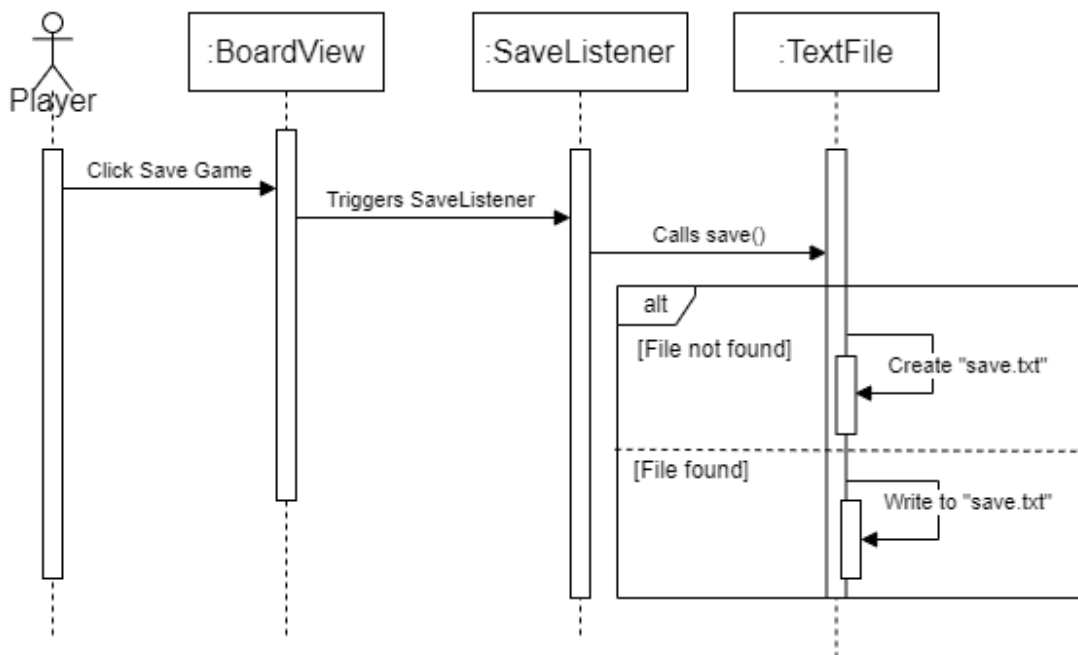 :BoardView
:SaveListener
:TextFile
Player
Click Save Game
Triggers SaveListener
Calls save()
alt
[File not found]
Create "save.txt"
[File found]
Write to "save.txt"